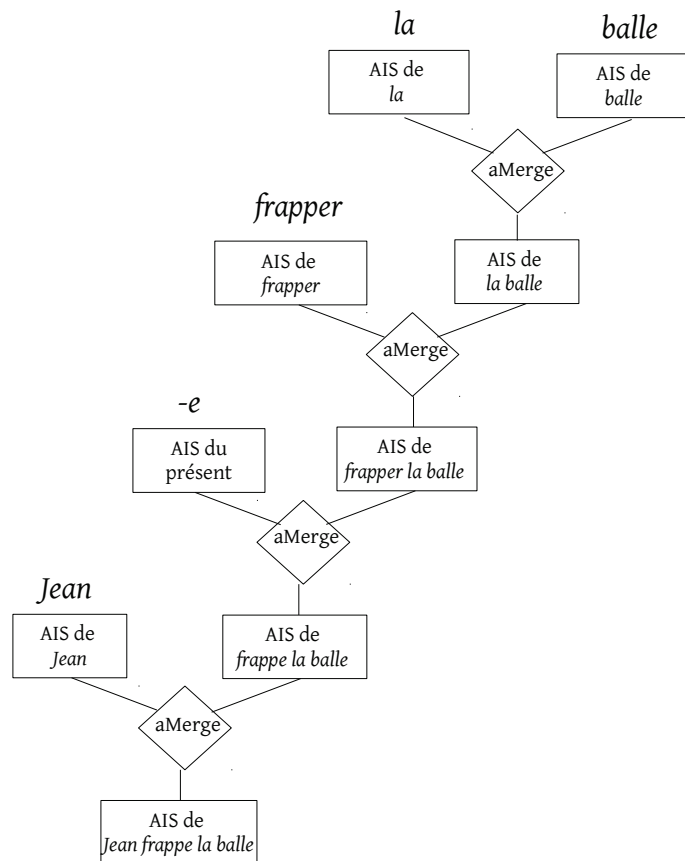 la
balle
AIS de
la
AIS de
balle
aMerge
frapper
AIS de
frapper
AIS de
la balle
aMerge
-e
AIS du
présent
AIS de
frapper la balle
aMerge
Jean
AIS de
Jean
AIS de
frappe la balle
aMerge
AIS de
Jean frappe la balle